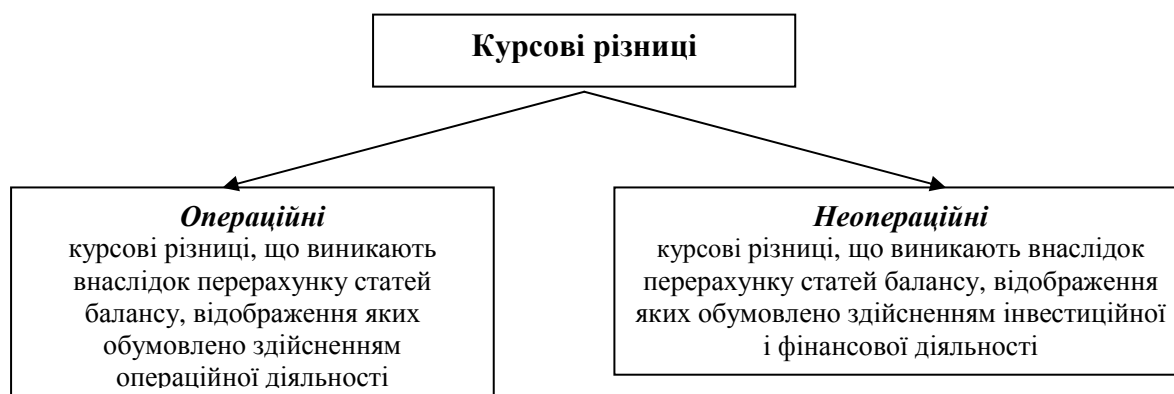 Курсові різниці
Операційні
курсові різниці, що виникають
внаслідок перерахунку статей
балансу, відображення яких
обумовлено здійсненням
операційної діяльності
Неопераційні
курсові різниці, що виникають внаслідок
перерахунку статей балансу, відображення
яких обумовлено здійсненням інвестиційної
і фінансової діяльності